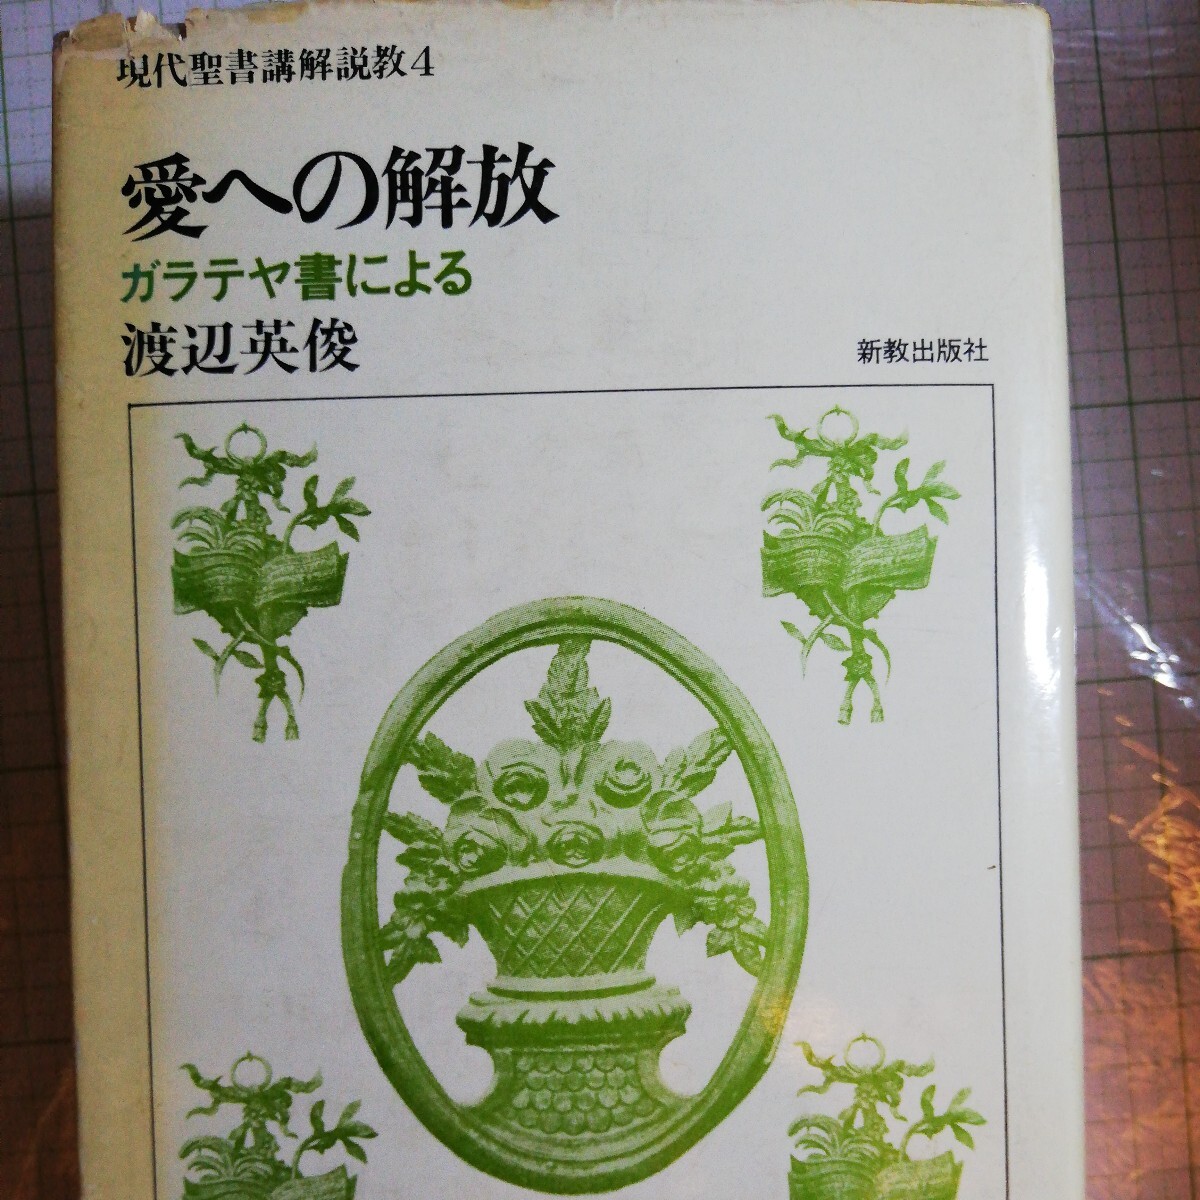 現代聖書講解説教4
愛への解放
ガラテヤ書による
渡辺英俊
新教出版社